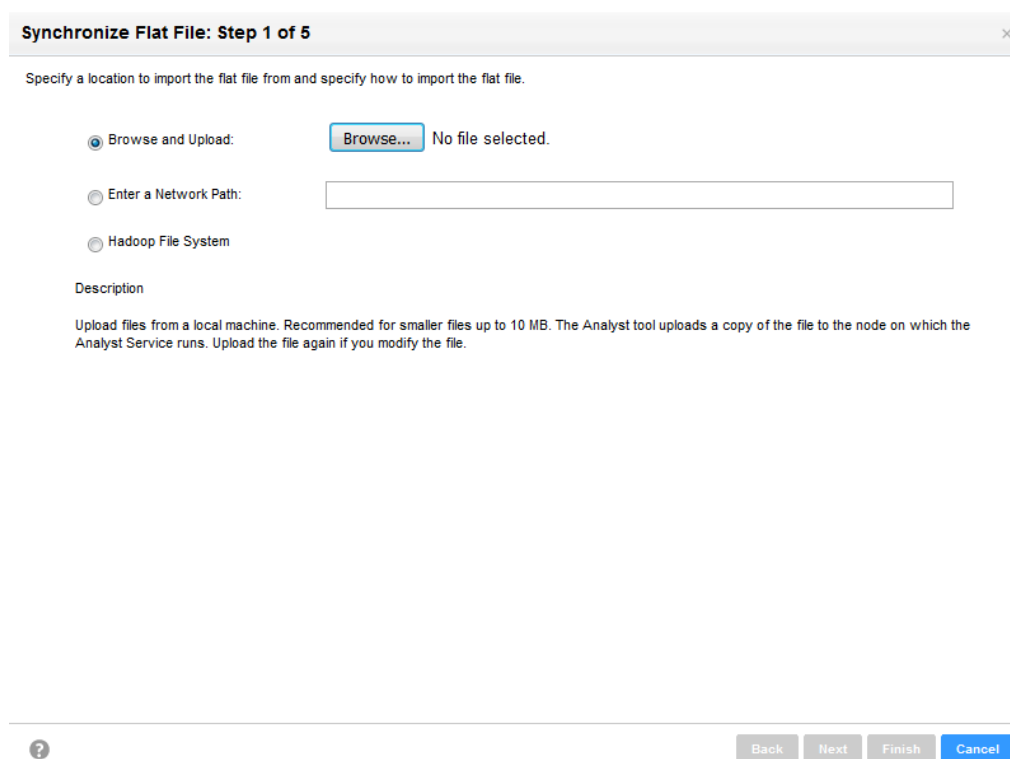 Synchronize Flat File: Step 1 of 5
Specify a location to import the flat file from and specify how to import the flat file.
Browse and Upload: Browse... No file selected.
Enter a Network Path:
Hadoop File System
Description
Upload files from a local machine. Recommended for smaller files up to 10 MB. The Analyst tool uploads a copy of the file to the node on which the
Analyst Service runs. Upload the file again if you modify the file.
? Back Next Finish Cancel